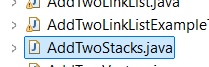 AddTwoLinkList.java
AddTwoLinkListExample
AddTwoStacks.java